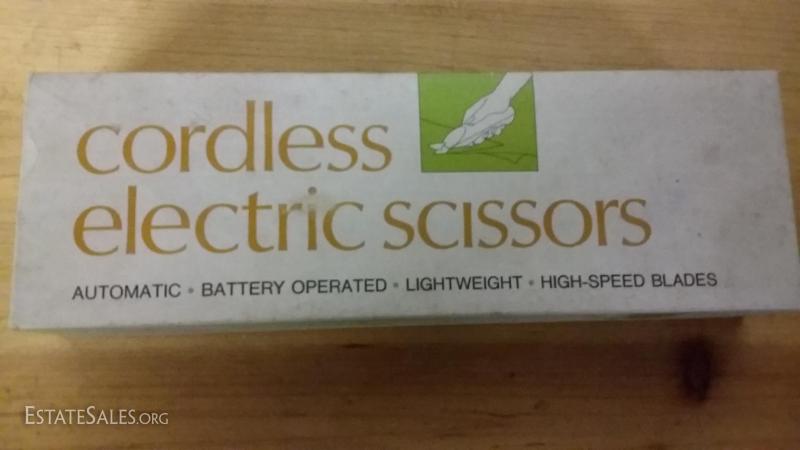 cordless
electric scissors
AUTOMATIC • BATTERY OPERATED • LIGHTWEIGHT • HIGH-SPEED BLADES
ESTATESALES.ORG